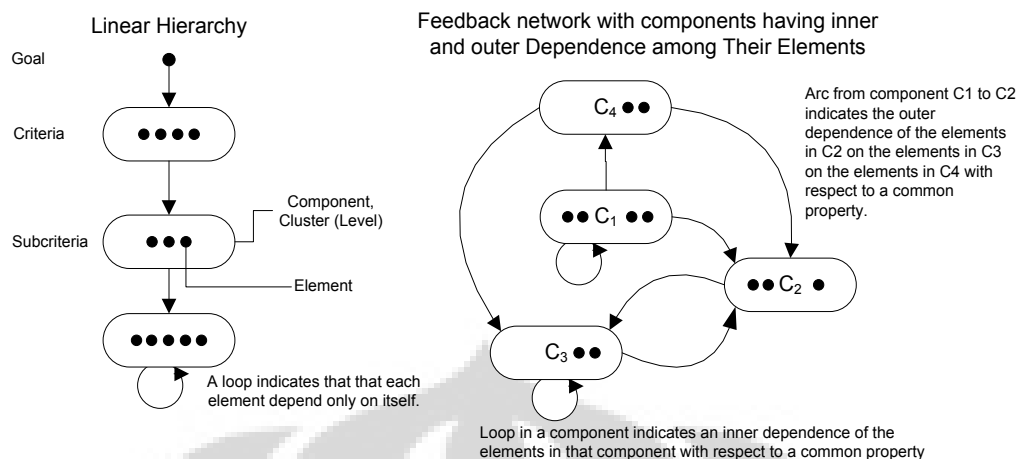 Linear Hierarchy
Goal
Criteria
Subcriteria
Component,
Cluster (Level)
Element
A loop indicates that that each
element depend only on itself.
Feedback network with components having inner
and outer Dependence among Their Elements
C4
C1
C2
C3
Arc from component C1 to C2
indicates the outer
dependence of the elements
in C2 on the elements in C3
on the elements in C4 with
respect to a common
property.
Loop in a component indicates an inner dependence of the
elements in that component with respect to a common property